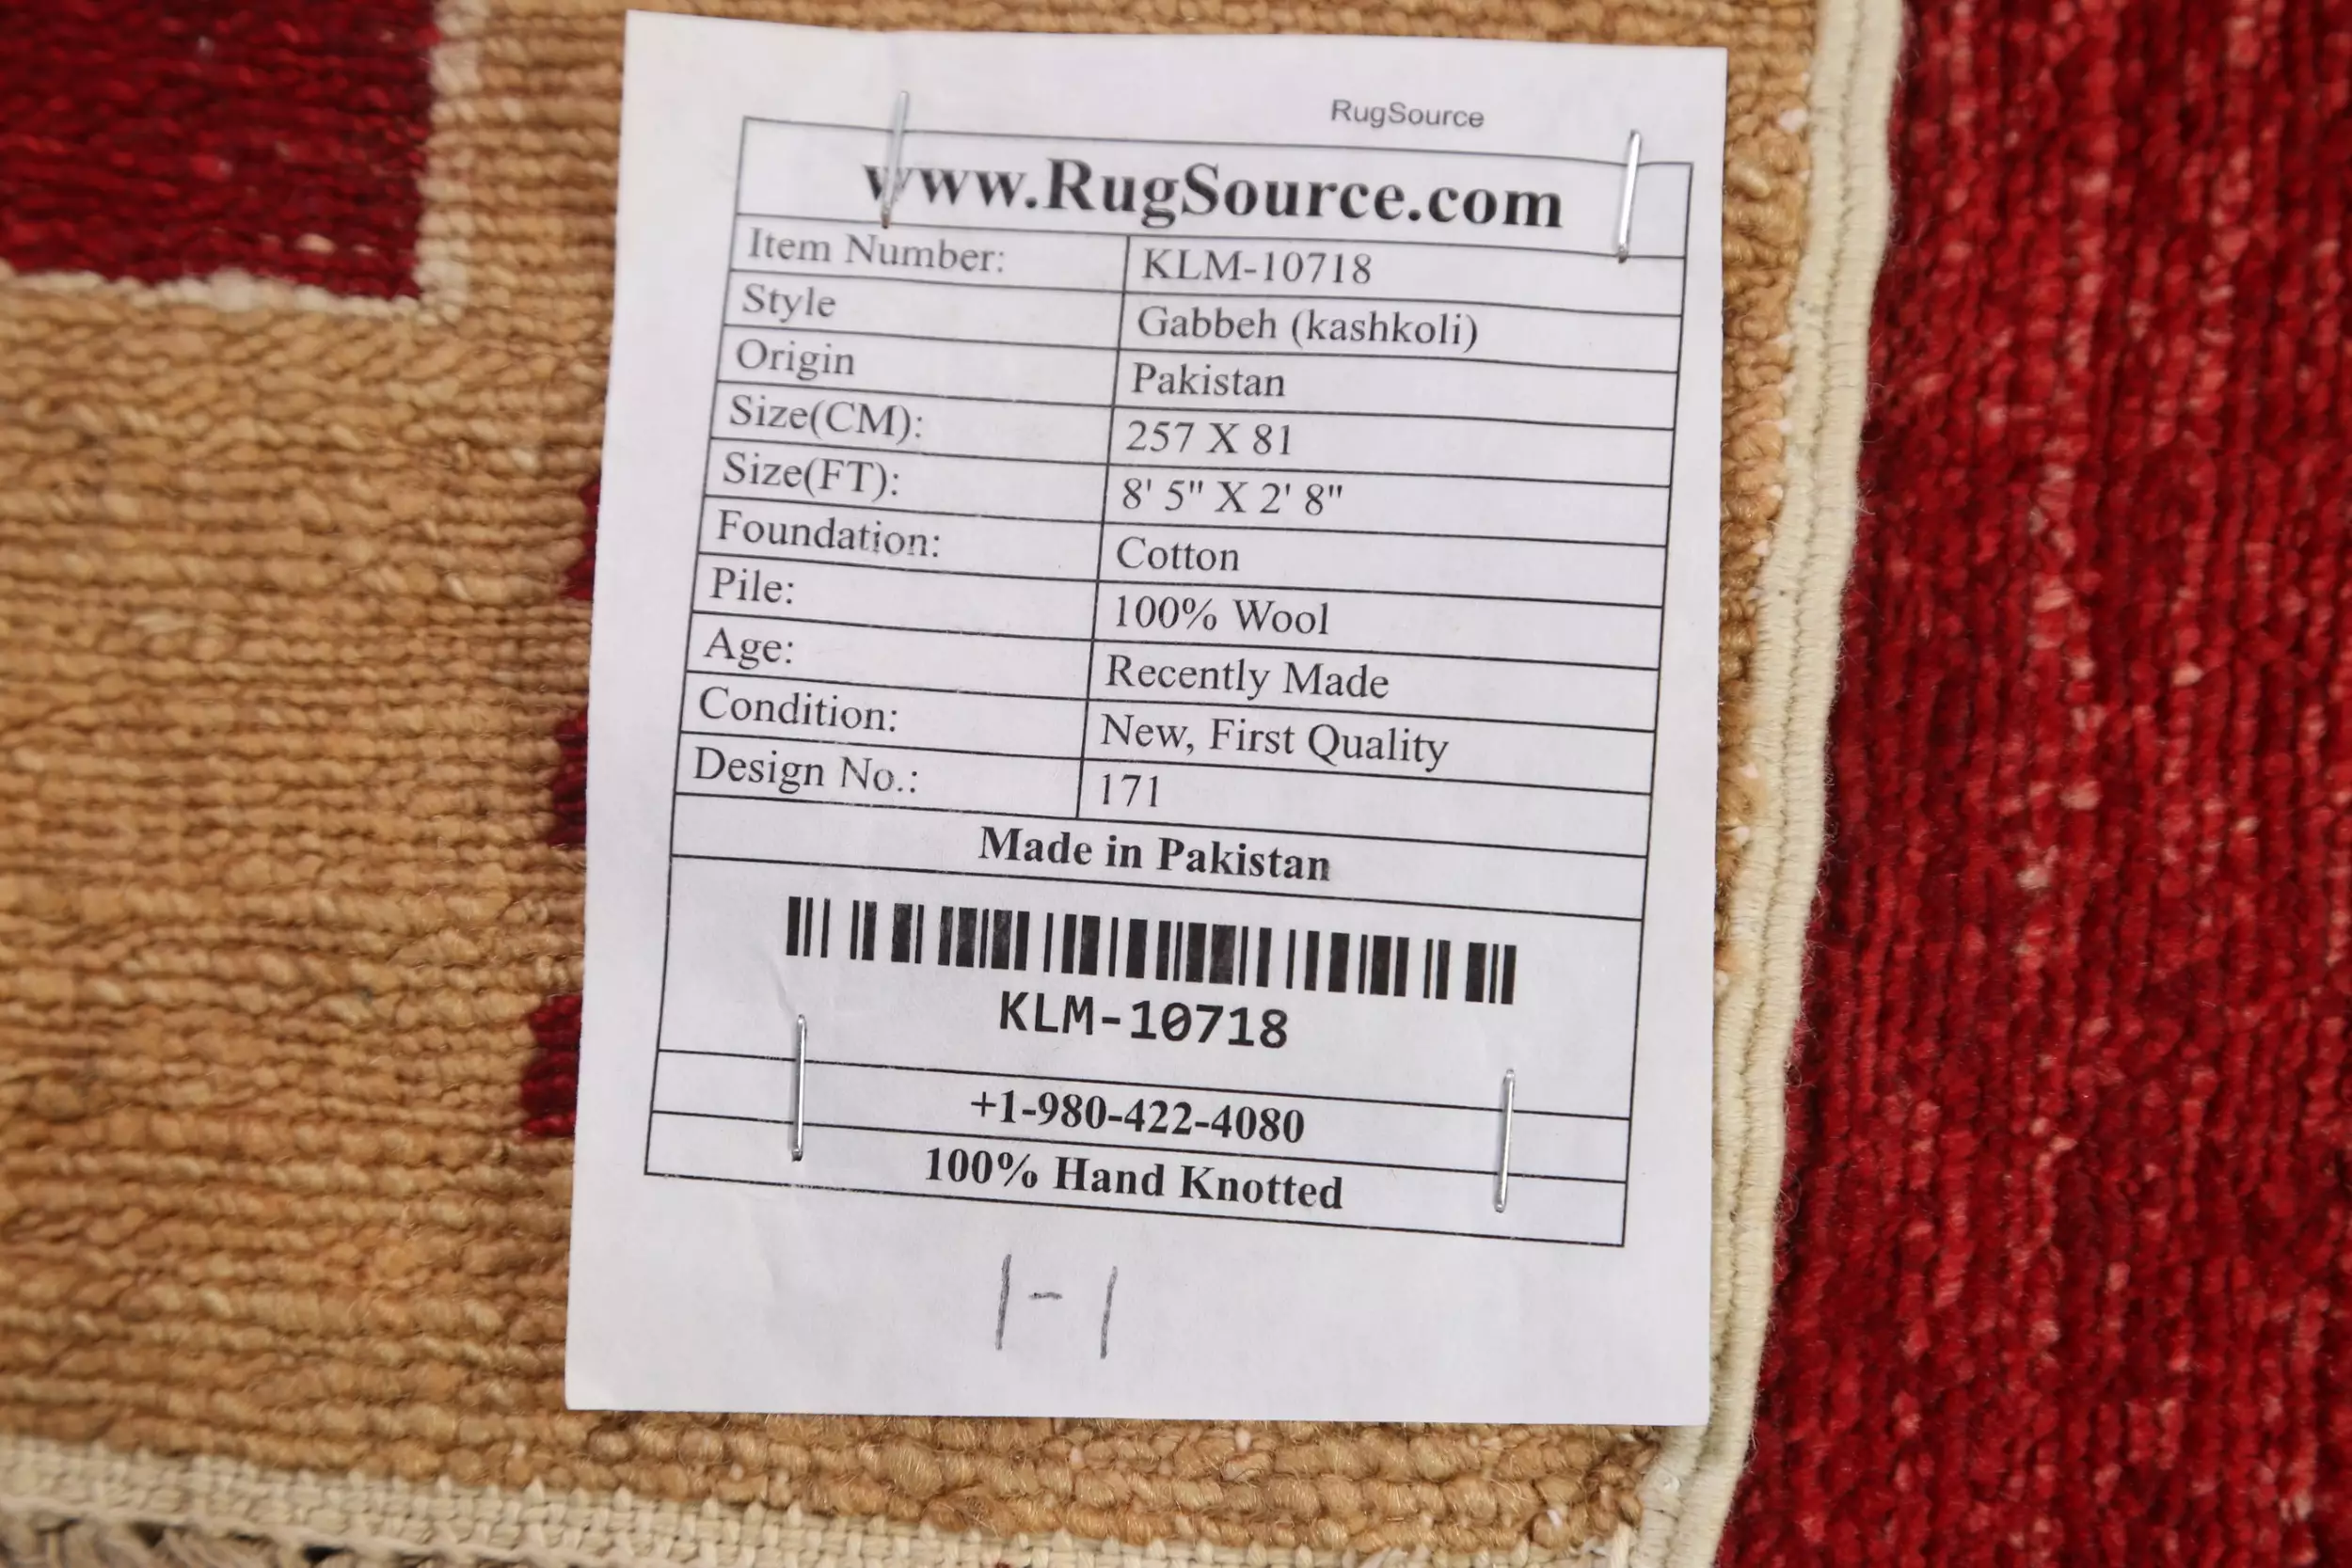 RugSource
www.RugSource.com
Item Number: KLM-10718
Style Gabbeh (kashkoli)
Origin Pakistan
Size(CM): 257 X 81
Size(FT): 8' 5" X 2' 8"
Foundation: Cotton
Pile: 100% Wool
Age: Recently Made
Condition: New, First Quality
Design No.: 171
Made in Pakistan
KLM-10718
+1-980-422-4080
100% Hand Knotted
1-1